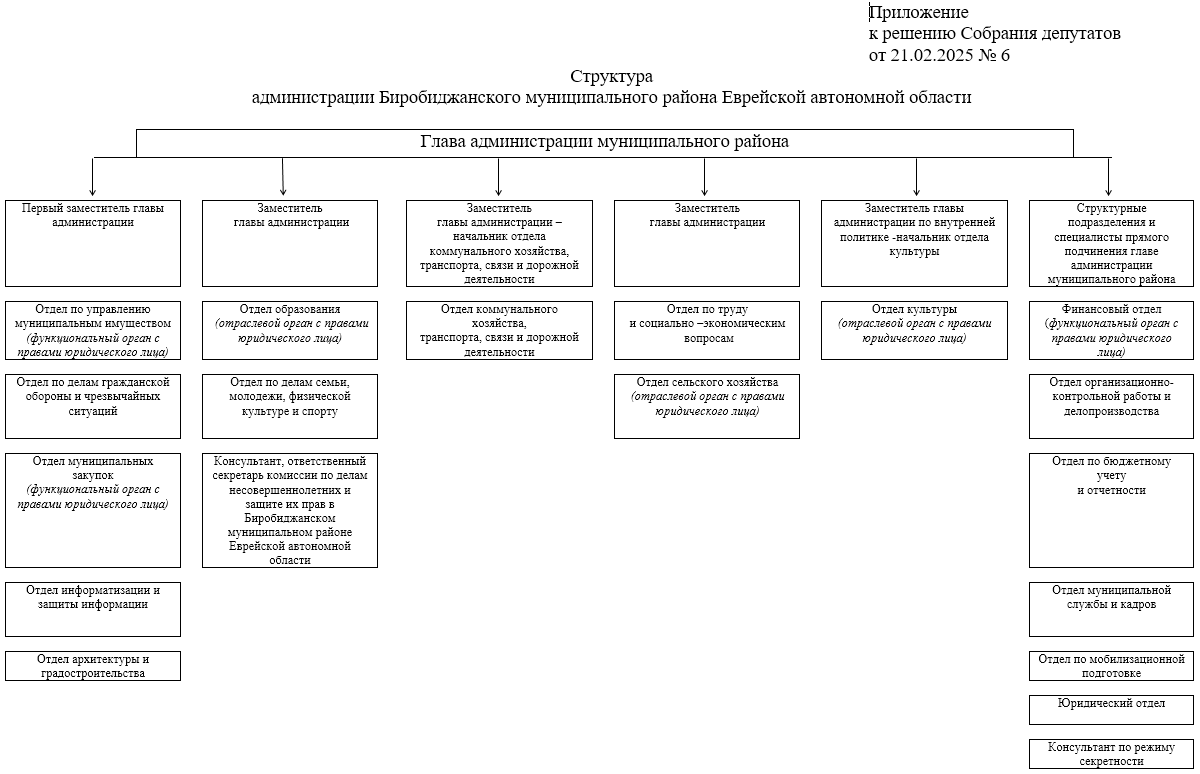 Приложение
к решению Собрания депутатов
от 21.02.2025 № 6
Структура
администрации Биробиджанского муниципального района Еврейской автономной области
Глава администрации муниципального района
Первый заместитель главы
администрации
Заместитель
главы администрации
Заместитель
главы администрации –
начальник отдела
коммунального хозяйства,
транспорта, связи и дорожной
деятельности
Заместитель
главы администрации
Заместитель главы
администрации по внутренней
политике -начальник отдела
культуры
Структурные
подразделения и
специалисты прямого
подчинения главе
администрации
муниципального района
Отдел по управлению
муниципальным имуществом
(функциональный орган с
правами юридического лица)
Отдел образования
(отраслевой орган с правами
юридического лица)
Отдел коммунального
хозяйства,
транспорта, связи и дорожной
деятельности
Отдел по труду
и социально –экономическим
вопросам
Отдел культуры
(отраслевой орган с правами
юридического лица)
Финансовый отдел
(функциональный орган с
правами юридического
лица)
Отдел по делам гражданской
обороны и чрезвычайных
ситуаций
Отдел по делам семьи,
молодежи, физической
культуре и спорту
Отдел сельского хозяйства
(отраслевой орган с правами
юридического лица)
Отдел организационно-
контрольной работы и
делопроизводства
Отдел муниципальных
закупок
(функциональный орган с
правами юридического лица)
Консультант, ответственный
секретарь комиссии по делам
несовершеннолетних и
защите их прав в
Биробиджанском
муниципальном районе
Еврейской автономной
области
Отдел по бюджетному
учету
и отчетности
Отдел информатизации и
защиты информации
Отдел муниципальной
службы и кадров
Отдел архитектуры и
градостроительства
Отдел по мобилизационной
подготовке
Юридический отдел
Консультант по режиму
секретности